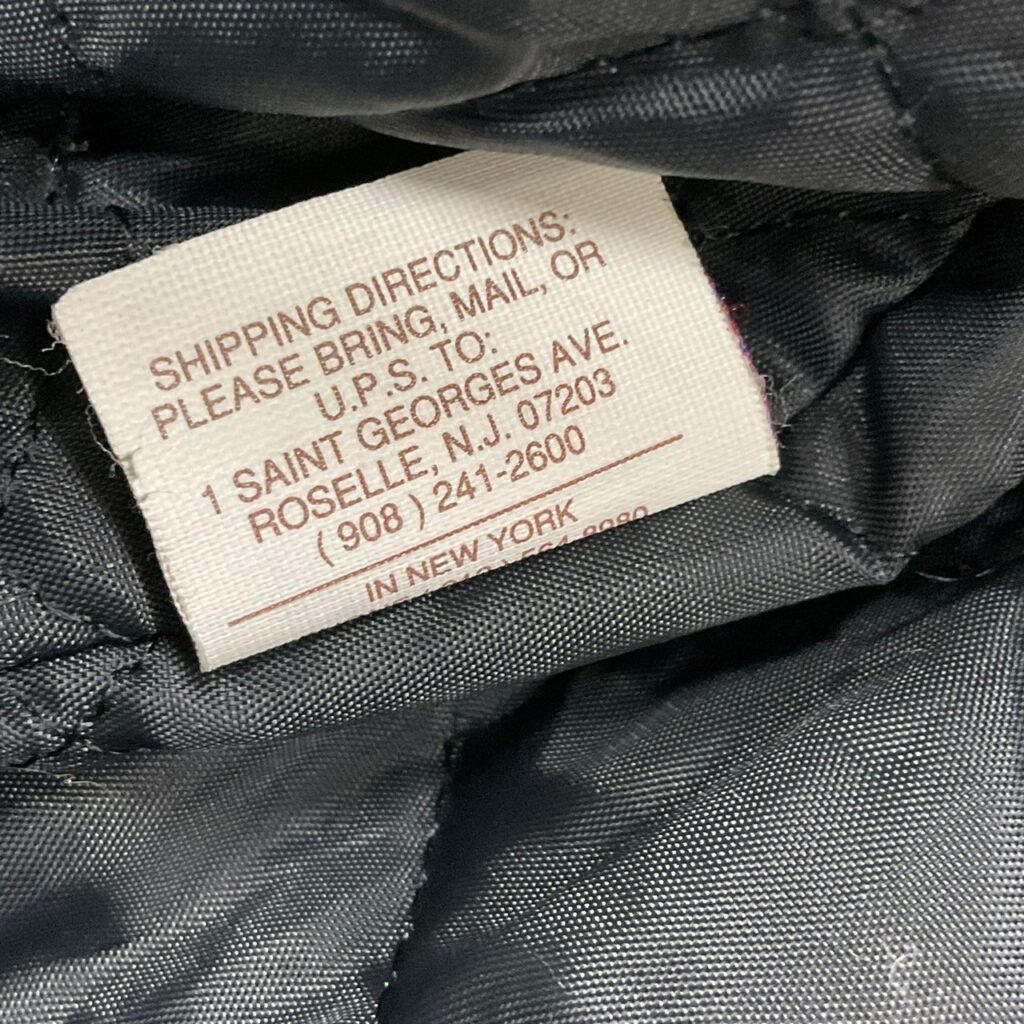 SHIPPING DIRECTIONS:
PLEASE BRING, MAIL, OR
U.P.S. TO:
1 SAINT GEORGES AVE.
ROSELLE, N.J. 07203
( 908 ) 241-2600
IN NEW YORK